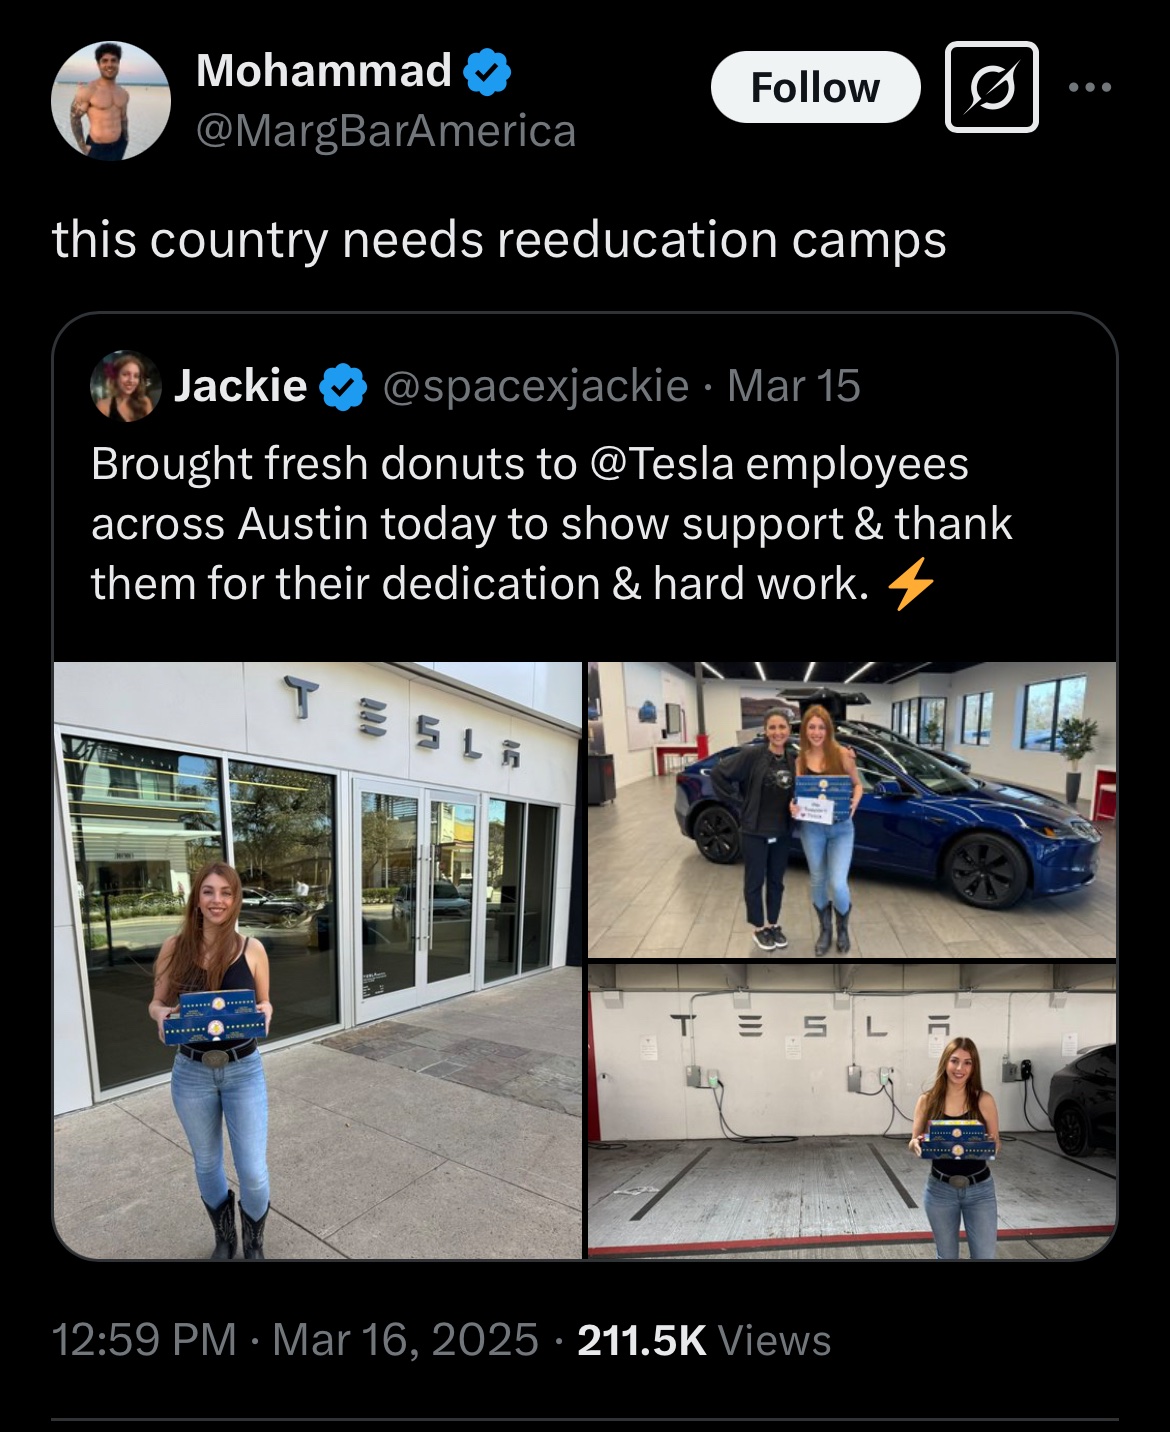 Mohammad
@MargBarAmerica
Follow
this country needs reeducation camps
Jackie @spacexjackie · Mar 15
Brought fresh donuts to @Tesla employees
across Austin today to show support & thank
them for their dedication & hard work. ⚡
TESLA
TESLA
12:59 PM · Mar 16, 2025 · 211.5K Views